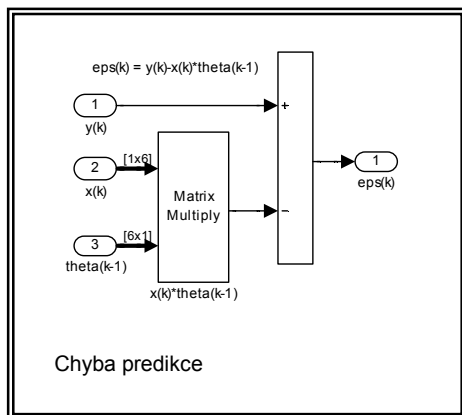 eps(k) = y(k)-x(k)*theta(k-1)
1
y(k)
+
[1x6]
2
x(k)
Matrix
Multiply
1
eps(k)
−
[6x1]
3
theta(k-1)
x(k)*theta(k-1)
Chyba predikce